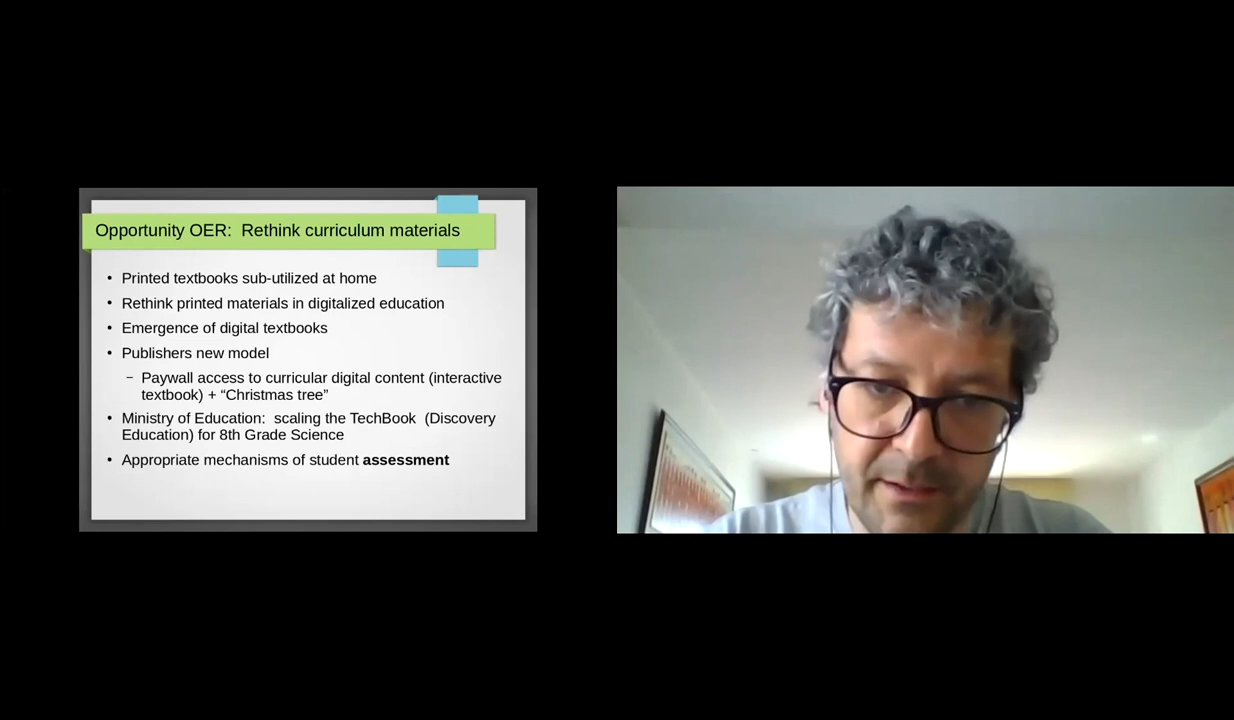 Opportunity OER: Rethink curriculum materials
• Printed textbooks sub-utilized at home
• Rethink printed materials in digitalized education
• Emergence of digital textbooks
• Publishers new model
– Paywall access to curricular digital content (interactive
textbook) + “Christmas tree”
• Ministry of Education: scaling the TechBook (Discovery
Education) for 8th Grade Science
• Appropriate mechanisms of student assessment